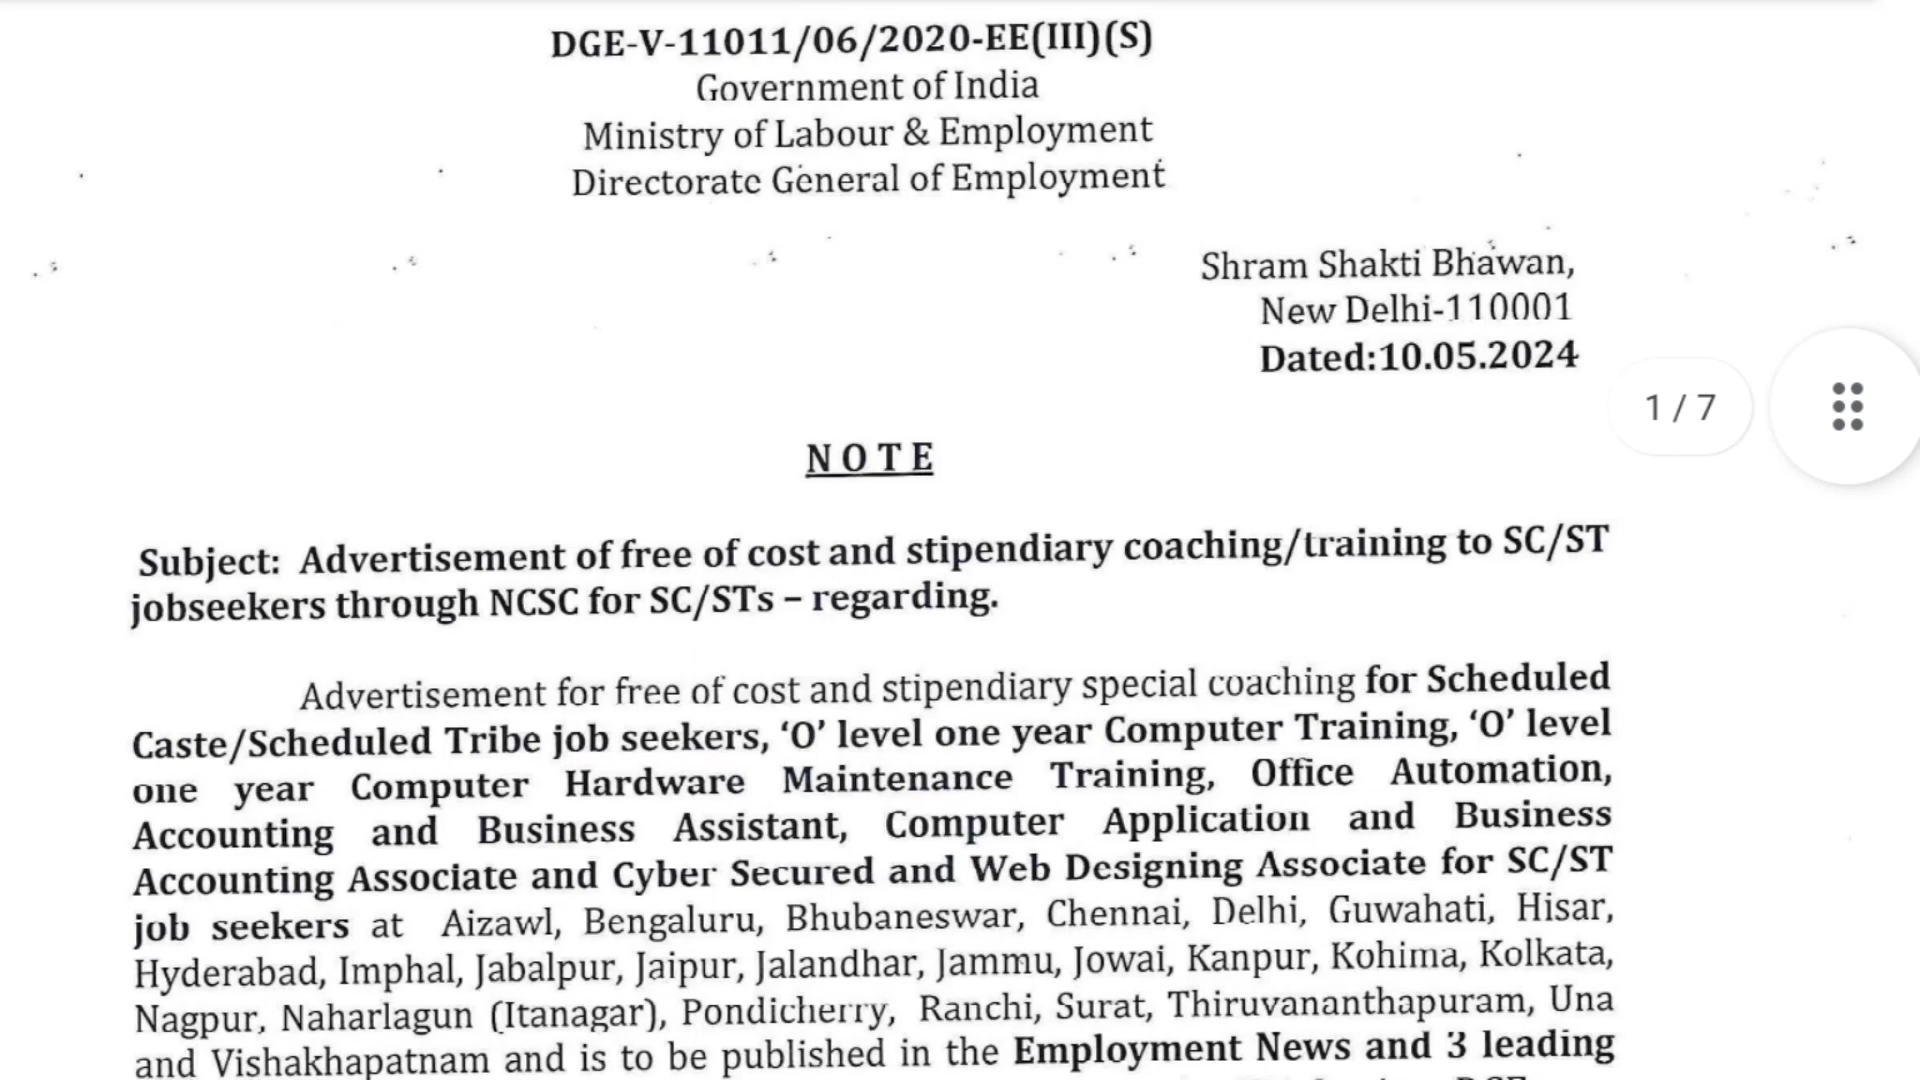 DGE-V-11011/06/2020-EE(III)(S)
Government of India
Ministry of Labour & Employment
Directorate General of Employment
Shram Shakti Bhawan,
New Delhi-110001
Dated:10.05.2024
1 / 7
N O T E
Subject: Advertisement of free of cost and stipendiary coaching/training to SC/ST
jobseekers through NCSC for SC/STs – regarding.
Advertisement for free of cost and stipendiary special coaching for Scheduled
Caste/Scheduled Tribe job seekers, ‘O’ level one year Computer Training, ‘O’ level
one year Computer Hardware Maintenance Training, Office Automation,
Accounting and Business Assistant, Computer Application and Business
Accounting Associate and Cyber Secured and Web Designing Associate for SC/ST
job seekers at Aizawl, Bengaluru, Bhubaneswar, Chennai, Delhi, Guwahati, Hisar,
Hyderabad, Imphal, Jabalpur, Jaipur, Jalandhar, Jammu, Jowai, Kanpur, Kohima, Kolkata,
Nagpur, Naharlagun (Itanagar), Pondicherry, Ranchi, Surat, Thiruvananthapuram, Una
and Vishakhapatnam and is to be published in the Employment News and 3 leading